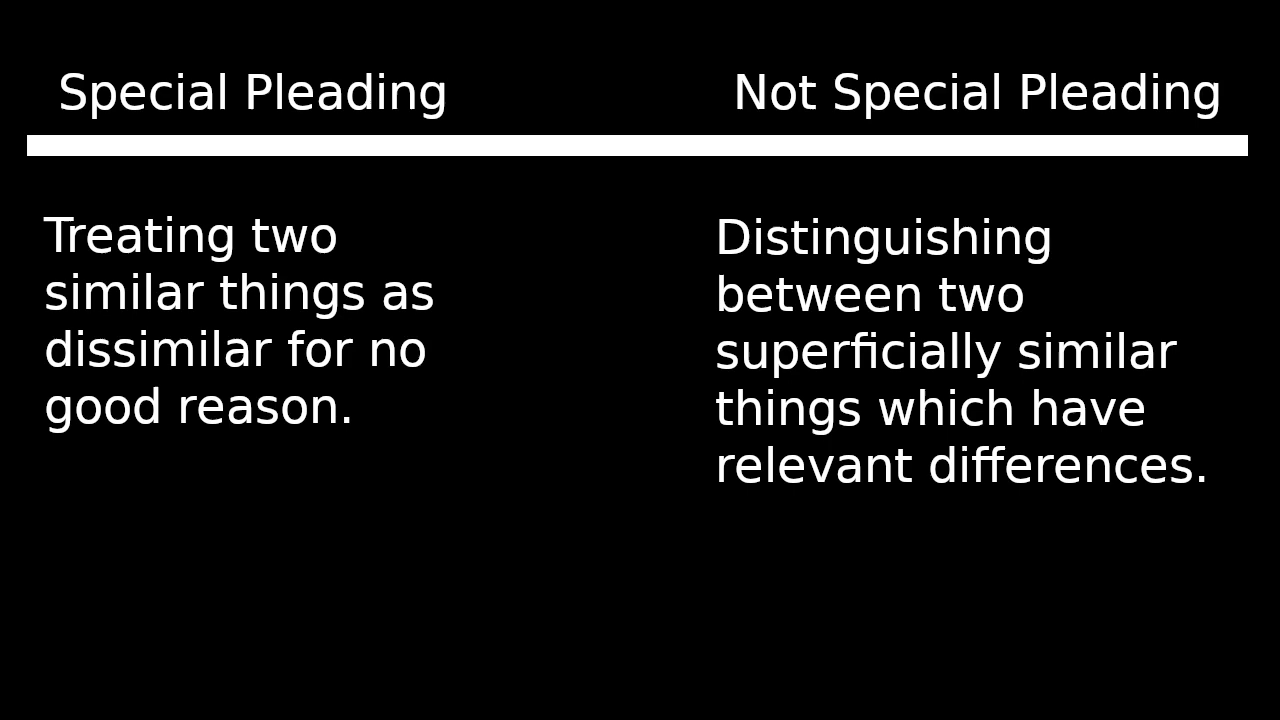 Special Pleading
Not Special Pleading
Treating two
similar things as
dissimilar for no
good reason.
Distinguishing
between two
superficially similar
things which have
relevant differences.